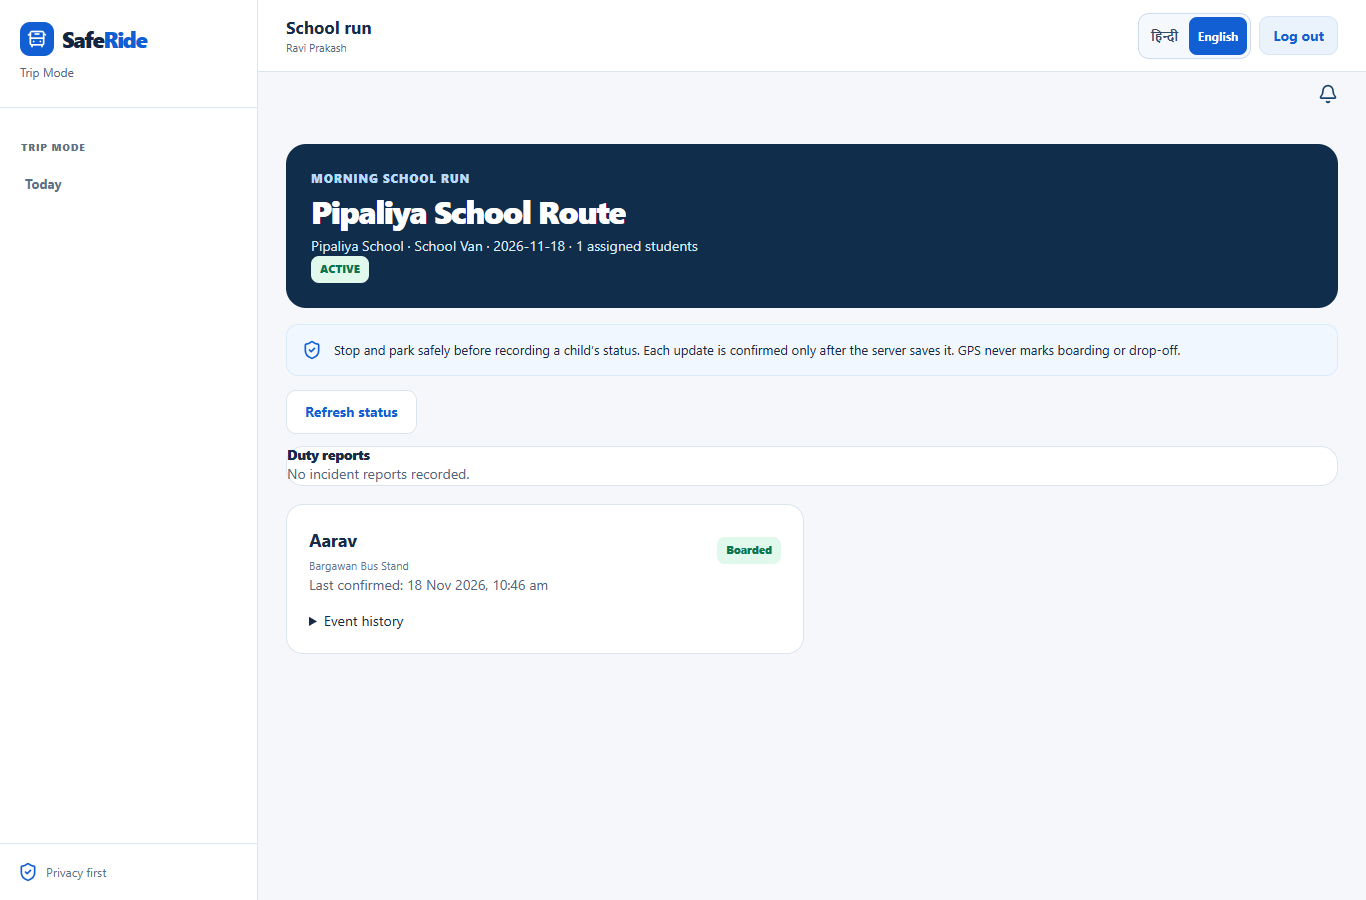 SafeRide
Trip Mode
TRIP MODE
Today
Privacy first
School run
Ravi Prakash
हिन्दी
English
Log out
MORNING SCHOOL RUN
Pipaliya School Route
Pipaliya School · School Van · 2026-11-18 · 1 assigned students
ACTIVE
Stop and park safely before recording a child's status. Each update is confirmed only after the server saves it. GPS never marks boarding or drop-off.
Refresh status
Duty reports
No incident reports recorded.
Aarav
Boarded
Bargawan Bus Stand
Last confirmed: 18 Nov 2026, 10:46 am
Event history